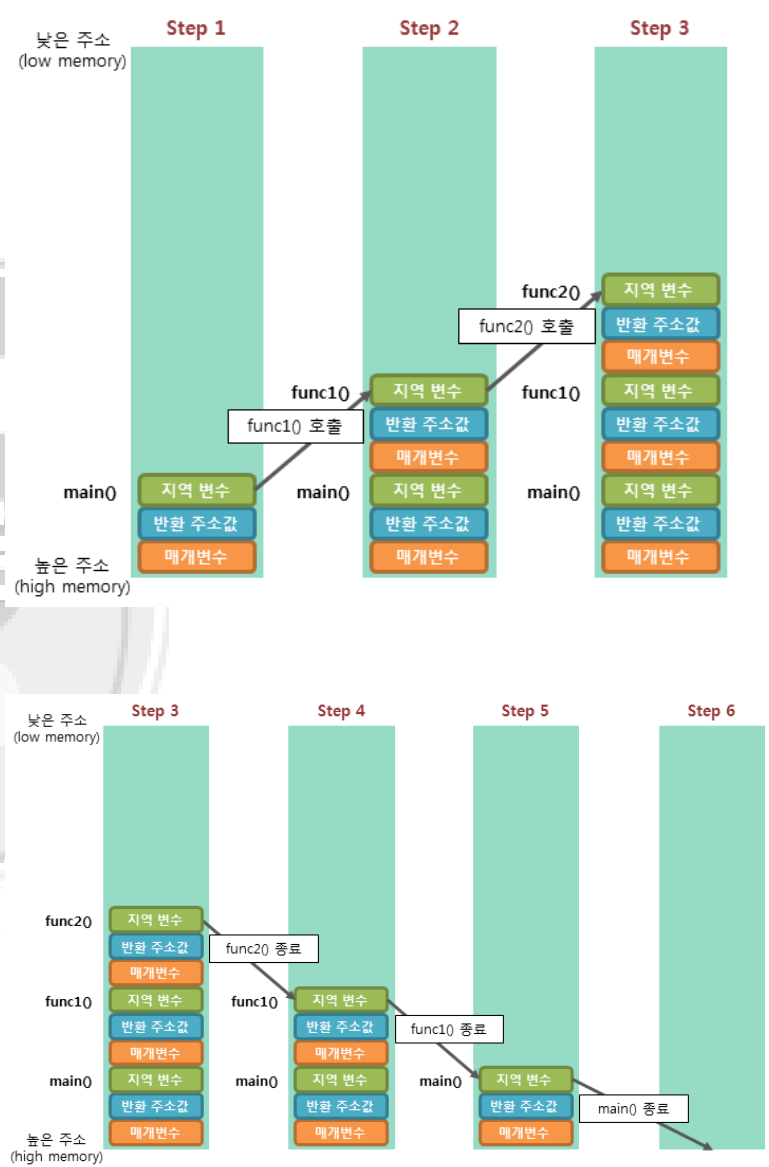 Step 1
Step 2
Step 3
낮은 주소
(low memory)
func2()
지역 변수
func2() 호출
반환 주소값
매개변수
func1()
지역 변수
func1()
지역 변수
func1() 호출
반환 주소값
반환 주소값
매개변수
매개변수
main()
지역 변수
main()
지역 변수
main()
지역 변수
반환 주소값
반환 주소값
반환 주소값
매개변수
매개변수
매개변수
높은 주소
(high memory)
Step 3
Step 4
Step 5
Step 6
낮은 주소
(low memory)
func2()
지역 변수
반환 주소값
func2() 종료
매개변수
func1()
지역 변수
func1()
지역 변수
반환 주소값
반환 주소값
func1() 종료
매개변수
매개변수
main()
지역 변수
main()
지역 변수
main()
지역 변수
반환 주소값
반환 주소값
반환 주소값
main() 종료
매개변수
매개변수
매개변수
높은 주소
(high memory)